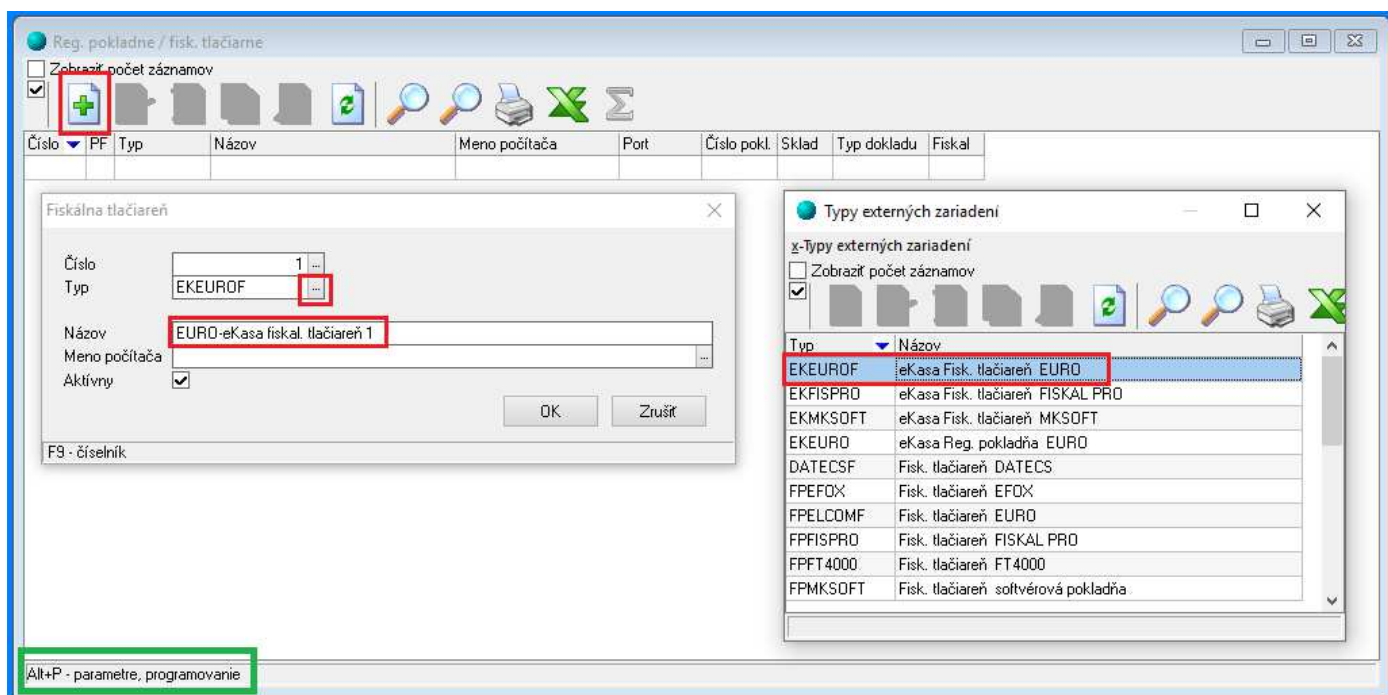 Reg. pokladne / fisk. tlačiarne
Zobraziť počet záznamov
Číslo PF Typ Názov Meno počítača Port Číslo pokl. Sklad Typ dokladu Fiskal
Fiskálna tlačiareň
Číslo 1 ...
Typ EKEUROF ...
Názov EURO-eKasa fiskal. tlačiareň 1
Meno počítača ...
Aktívny
OK Zrušiť
F9 - číselník
Typy externých zariadení
x-Typy externých zariadení
Zobraziť počet záznamov
Typ Názov
EKEUROF eKasa Fisk. tlačiareň EURO
EKFISPRO eKasa Fisk. tlačiareň FISKAL PRO
EKMKSOFT eKasa Fisk. tlačiareň MKSOFT
EKEURO eKasa Reg. pokladňa EURO
DATECSF Fisk. tlačiareň DATECS
FPEFOX Fisk. tlačiareň EFOX
FPELCOMF Fisk. tlačiareň EURO
FPFISPRO Fisk. tlačiareň FISKAL PRO
FPFT4000 Fisk. tlačiareň FT4000
FPMKSOFT Fisk. tlačiareň softvérová pokladňa
Alt+P - parametre, programovanie